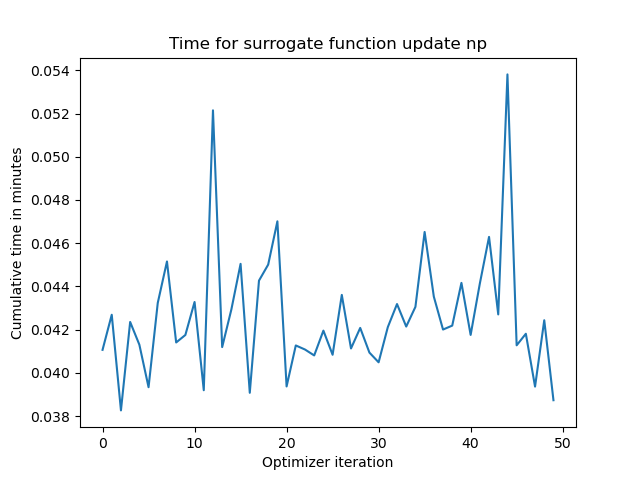 Time for surrogate function update np
Cumulative time in minutes
0.054
0.052
0.050
0.048
0.046
0.044
0.042
0.040
0.038
0 10 20 30 40 50
Optimizer iteration